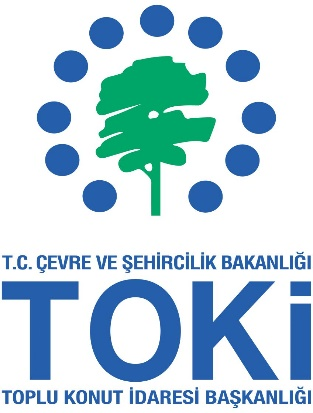 T.C. ÇEVRE VE ŞEHİRCİLİK BAKANLIĞI
TOKİ
TOPLU KONUT İDARESİ BAŞKANLIĞI